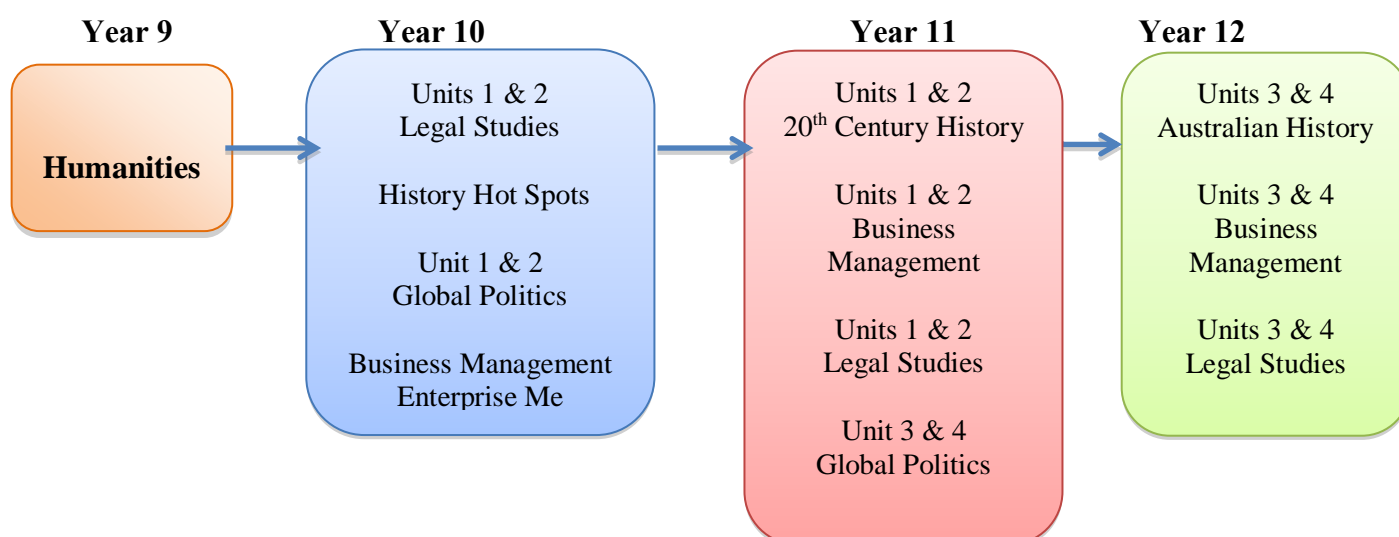 Year 9
Year 10
Year 11
Year 12
Humanities
Units 1 & 2
Legal Studies
History Hot Spots
Unit 1 & 2
Global Politics
Business Management
Enterprise Me
Units 1 & 2
20th Century History
Units 1 & 2
Business
Management
Units 1 & 2
Legal Studies
Unit 3 & 4
Global Politics
Units 3 & 4
Australian History
Units 3 & 4
Business
Management
Units 3 & 4
Legal Studies